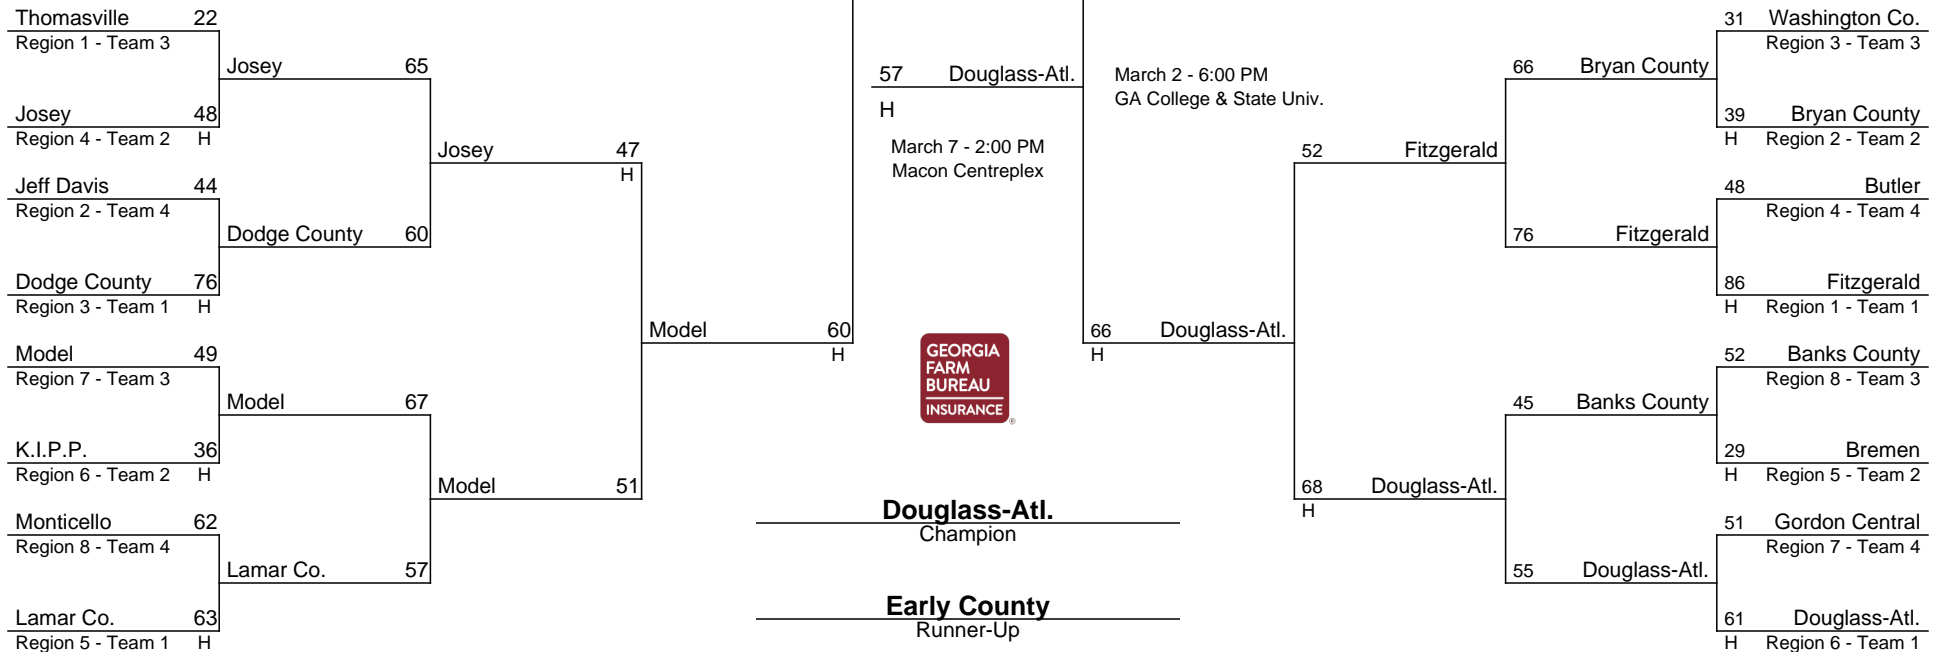 Thomasville 22
Region 1 - Team 3
Josey 65
Josey 48
Region 4 - Team 2 H
Josey 47
H
Jeff Davis 44
Region 2 - Team 4
Dodge County 60
Dodge County 76
Region 3 - Team 1 H
Model 60
H
Model 49
Region 7 - Team 3
Model 67
K.I.P.P. 36
Region 6 - Team 2 H
Model 51
Monticello 62
Region 8 - Team 4
Lamar Co. 57
Lamar Co. 63
Region 5 - Team 1 H
57 Douglass-Atl.
H
March 7 - 2:00 PM
Macon Centreplex
GEORGIA
FARM
BUREAU
INSURANCE
®
Douglass-Atl.
Champion
Early County
Runner-Up
March 2 - 6:00 PM
GA College & State Univ.
66 Douglass-Atl.
H
52 Fitzgerald
68 Douglass-Atl.
H
66 Bryan County
76 Fitzgerald
45 Banks County
55 Douglass-Atl.
31 Washington Co.
Region 3 - Team 3
39 Bryan County
H Region 2 - Team 2
48 Butler
Region 4 - Team 4
86 Fitzgerald
H Region 1 - Team 1
52 Banks County
Region 8 - Team 3
29 Bremen
H Region 5 - Team 2
51 Gordon Central
Region 7 - Team 4
61 Douglass-Atl.
H Region 6 - Team 1